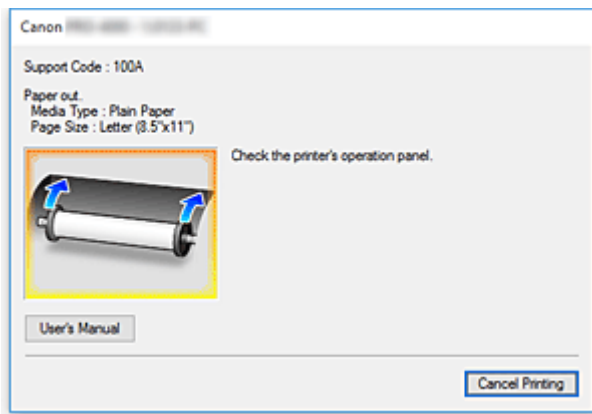 Canon
Support Code : 100A
Paper out.
Media Type : Plain Paper
Page Size : Letter (8.5"x11")
Check the printer's operation panel.
User's Manual
Cancel Printing